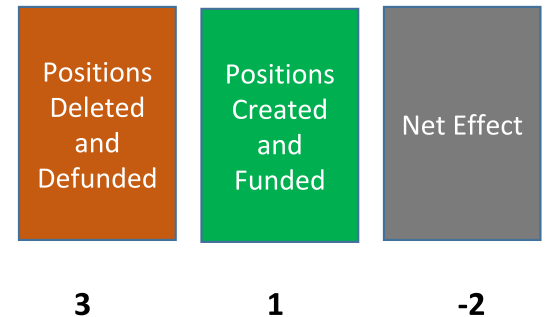 Positions
Deleted
and
Defunded
Positions
Created
and
Funded
Net Effect
3
1
-2